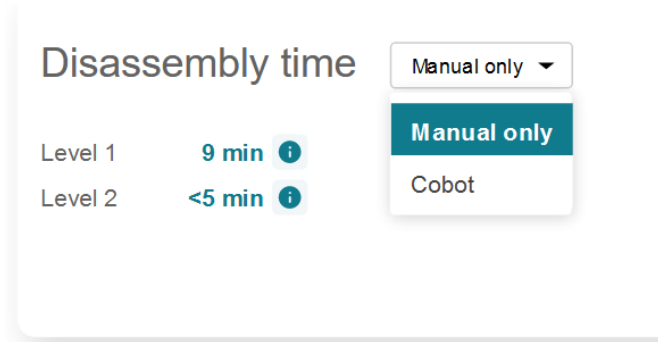 Disassembly time
Manual only
Manual only
Cobot
Level 1 9 min
Level 2 <5 min